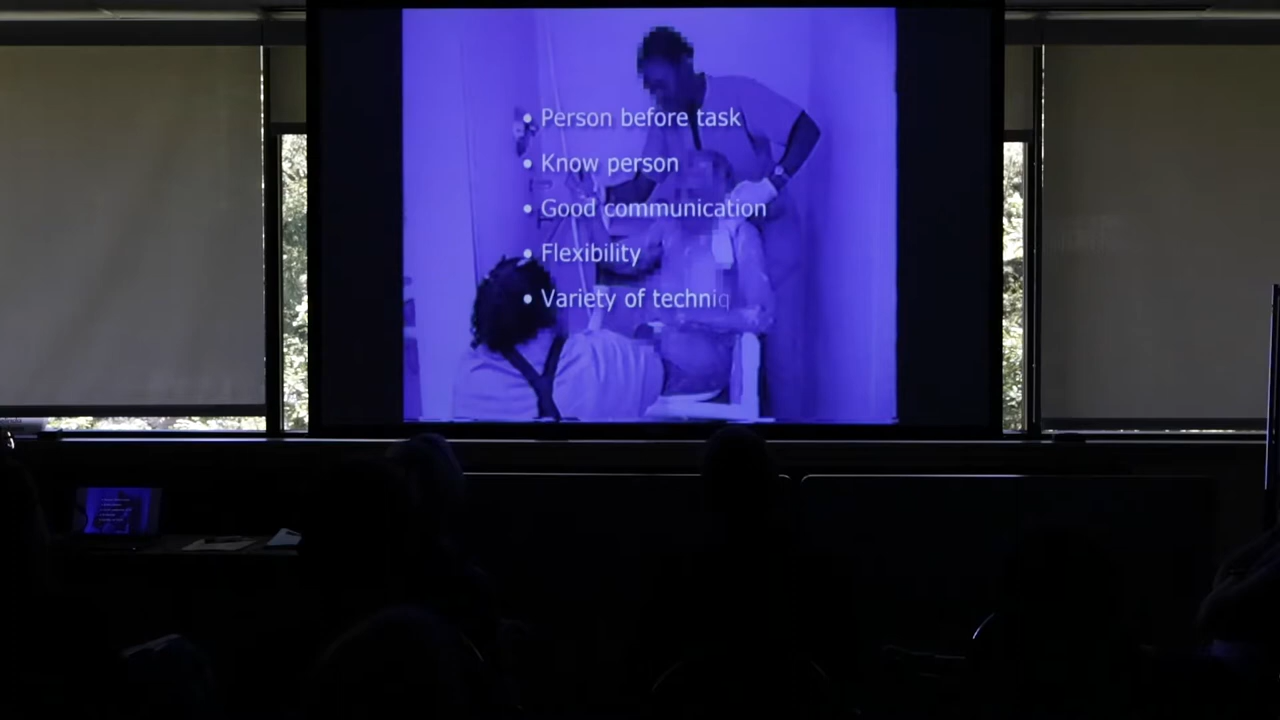 • Person before task
• Know person
• Good communication
• Flexibility
• Variety of techniq